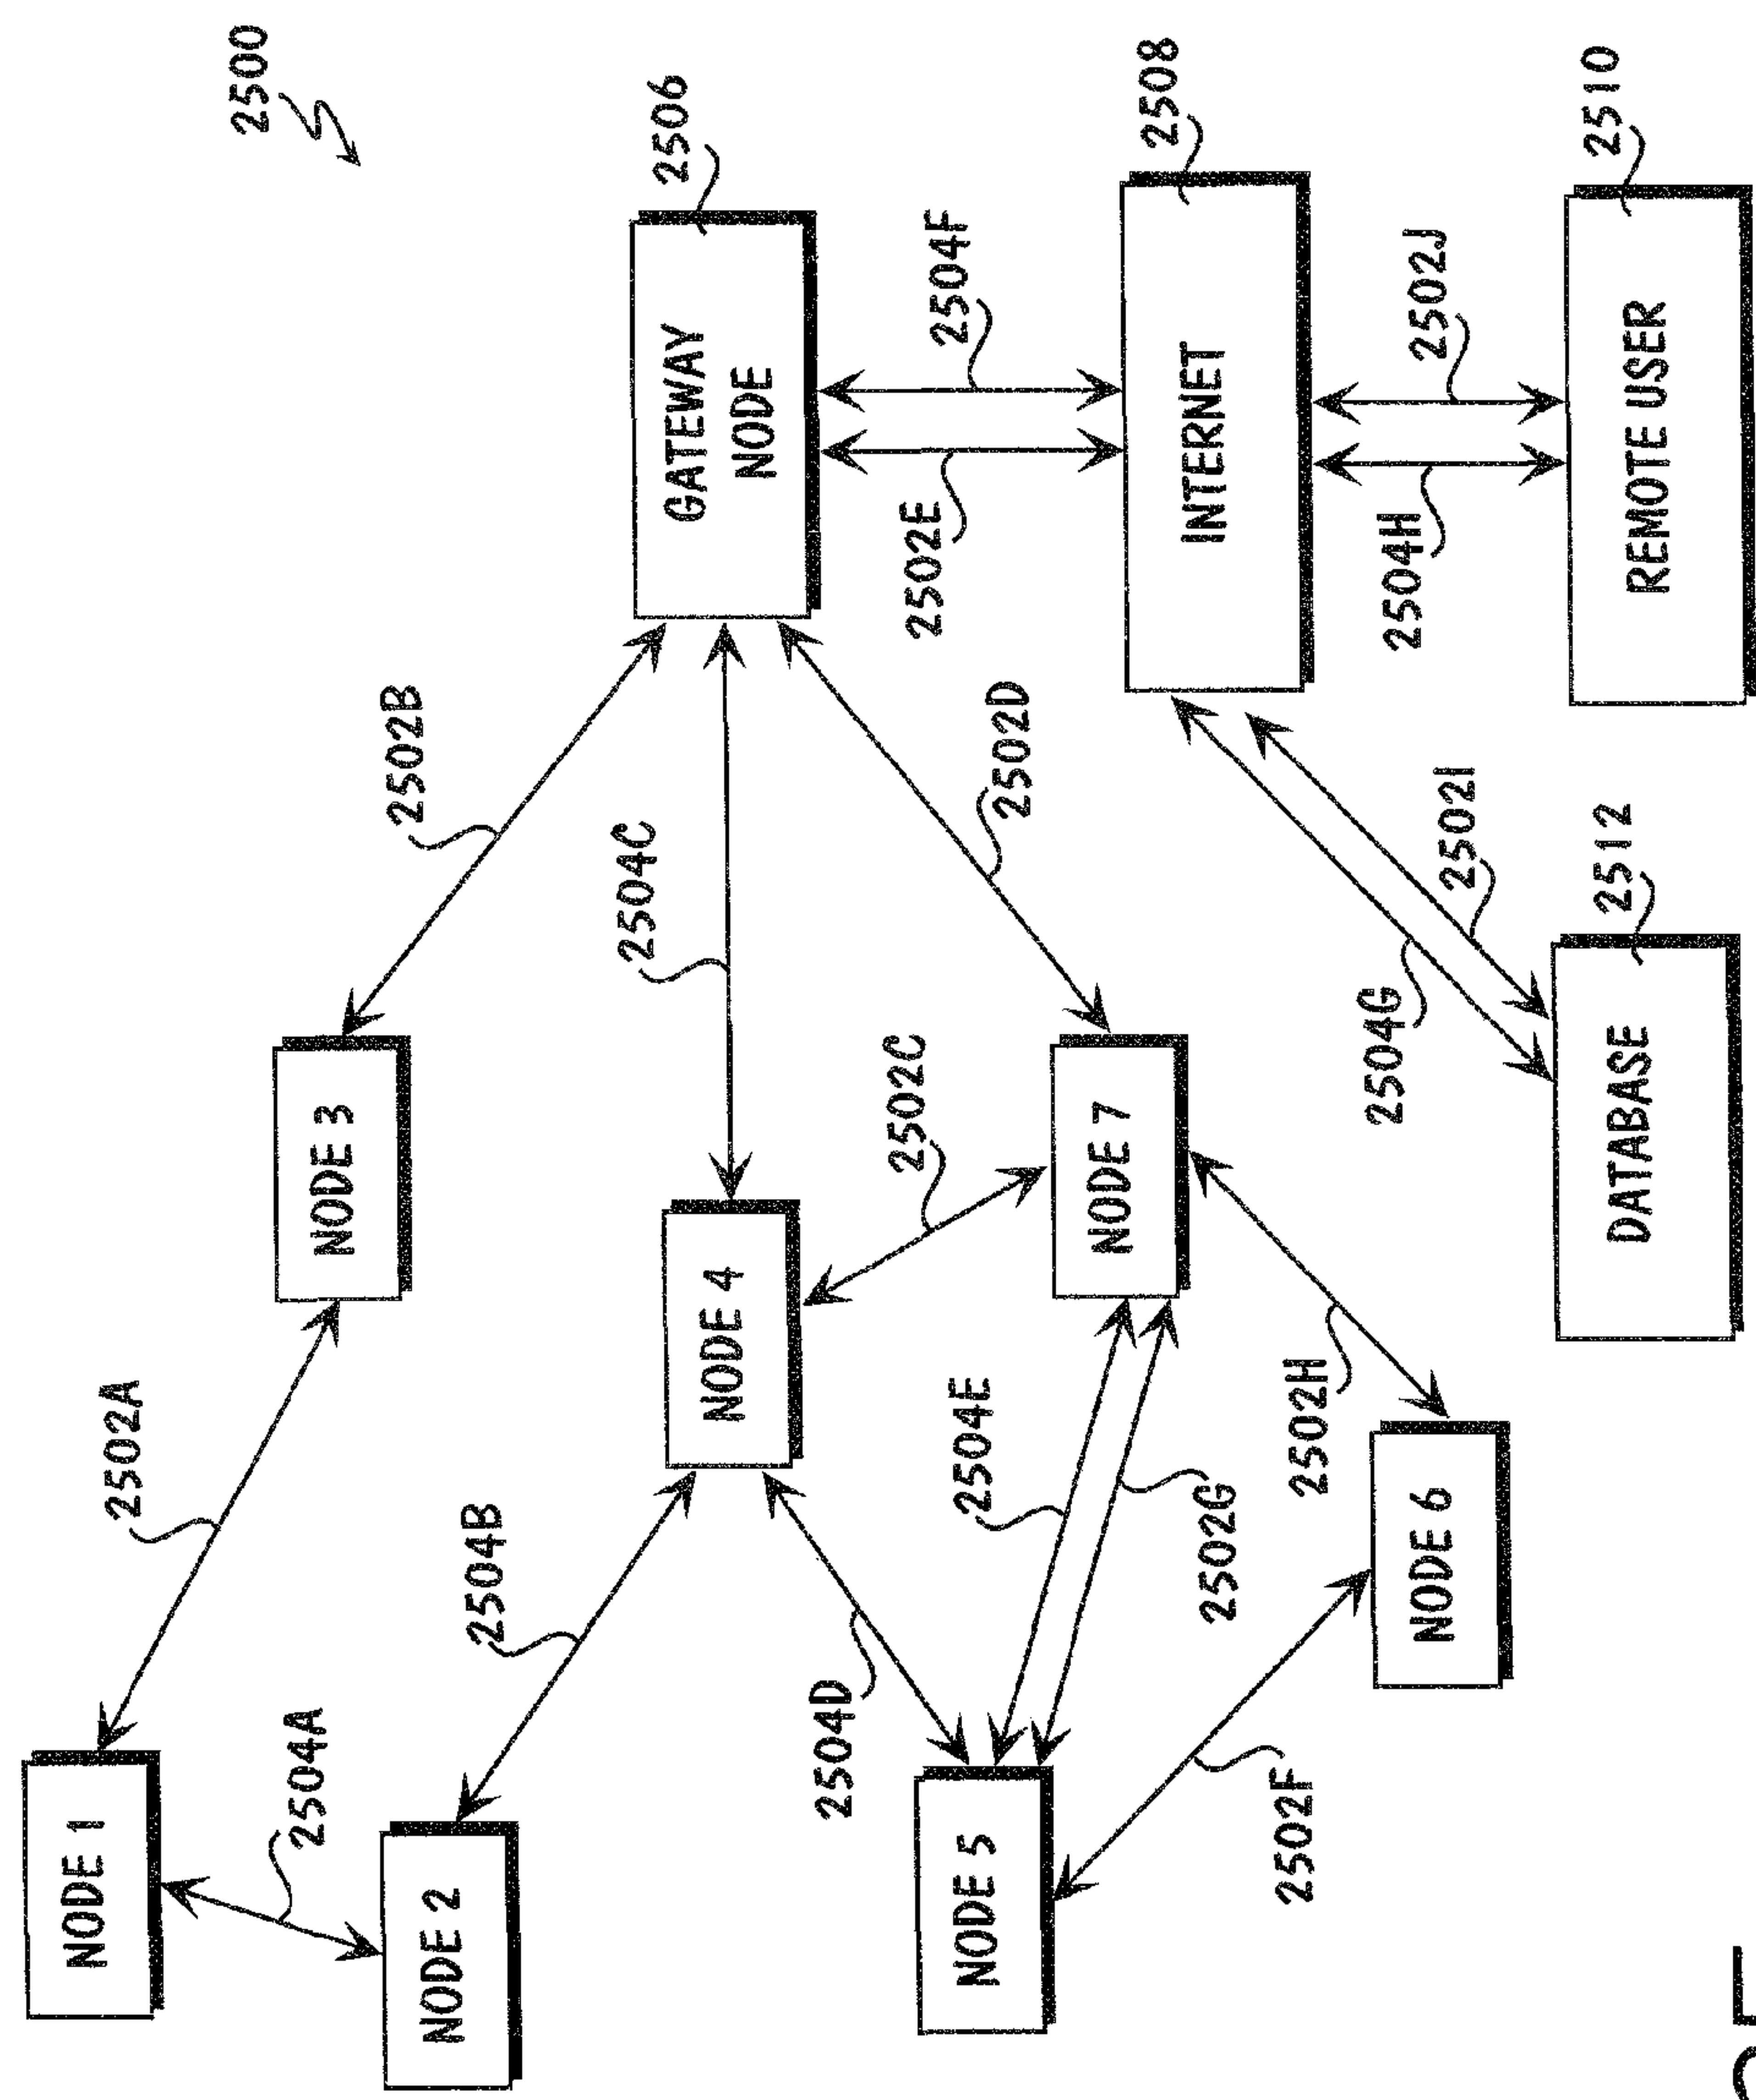 2500
NODE 1
2502A
NODE 3
2502B
2504A
NODE 2
2504B
NODE 4
2504C
GATEWAY
NODE
2506
2504D
2502C
2502D
2502E
2504F
NODE 5
2504E
2502G
NODE 7
2502F
NODE 6
2502H
INTERNET
2508
2504G
2502I
2504H
2502J
DATABASE
2512
REMOTE USER
2510